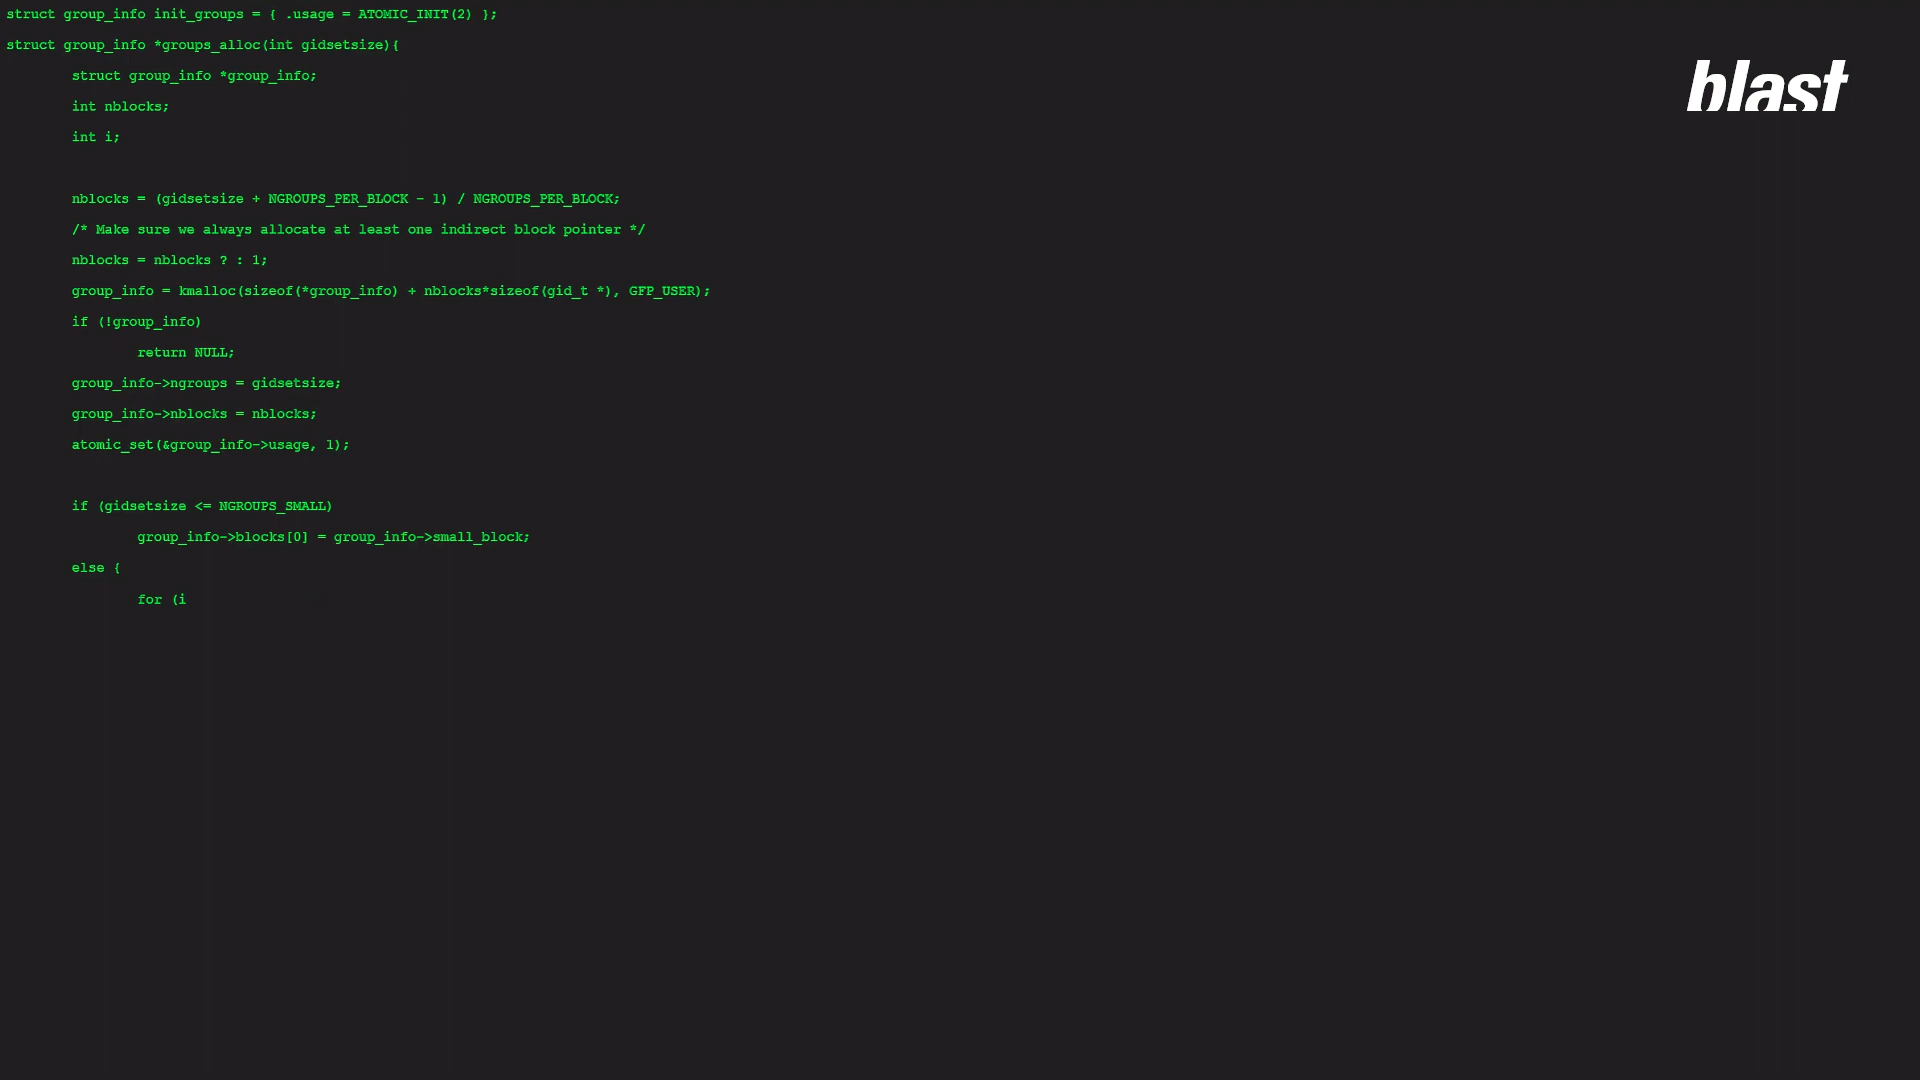 struct group_info init_groups = { .usage = ATOMIC_INIT(2) };
struct group_info *groups_alloc(int gidsetsize){
struct group_info *group_info;
int nblocks;
int i;
nblocks = (gidsetsize + NGROUPS_PER_BLOCK - 1) / NGROUPS_PER_BLOCK;
/* Make sure we always allocate at least one indirect block pointer */
nblocks = nblocks ? : 1;
group_info = kmalloc(sizeof(*group_info) + nblocks*sizeof(gid_t *), GFP_USER);
if (!group_info)
return NULL;
group_info->ngroups = gidsetsize;
group_info->nblocks = nblocks;
atomic_set(&group_info->usage, 1);
if (gidsetsize <= NGROUPS_SMALL)
group_info->blocks[0] = group_info->small_block;
else {
for (i
blast